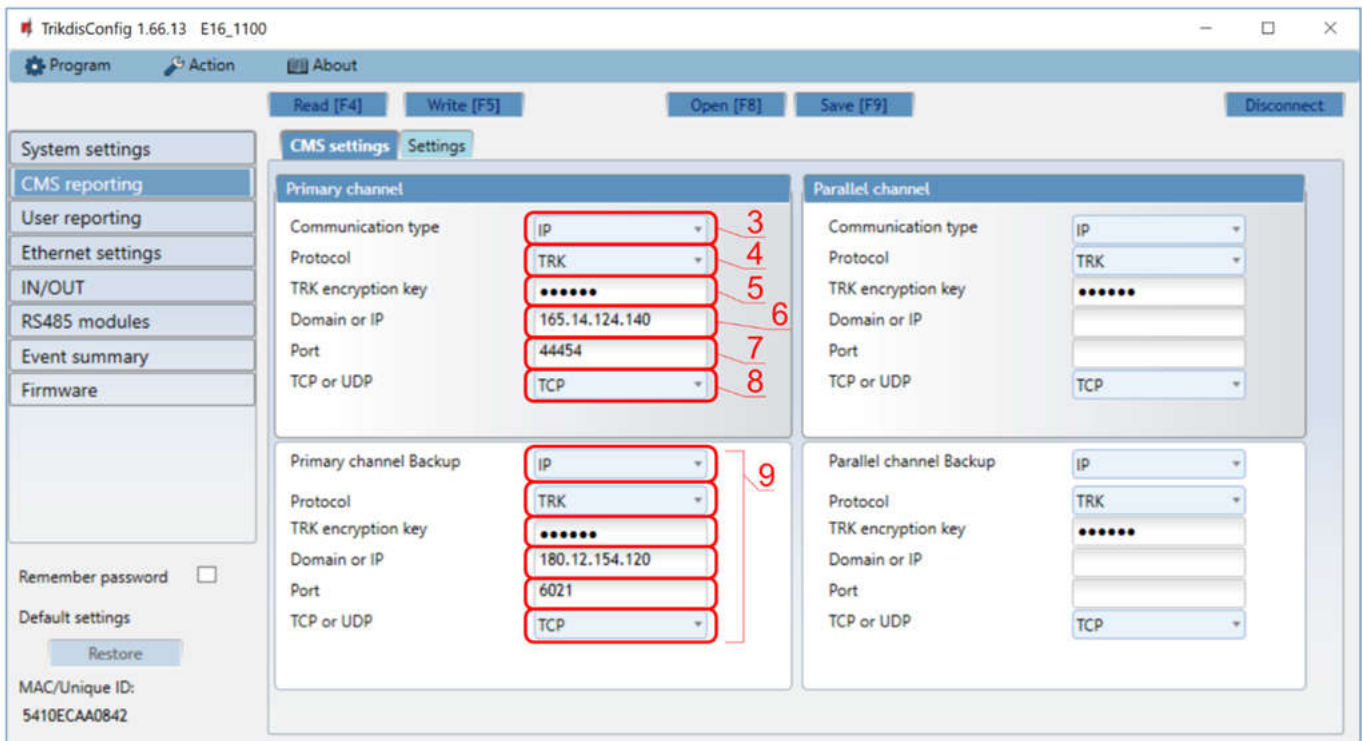 TrikdisConfig 1.66.13 E16_1100
Program Action About
Read [F4] Write [F5] Open [F8] Save [F9] Disconnect
System settings
CMS reporting
User reporting
Ethernet settings
IN/OUT
RS485 modules
Event summary
Firmware
Remember password
Default settings
Restore
MAC/Unique ID:
5410ECAA0842
CMS settings Settings
Primary channel
Communication type IP 3
Protocol TRK 4
TRK encryption key •••••• 5
Domain or IP 165.14.124.140 6
Port 44454 7
TCP or UDP TCP 8
Primary channel Backup IP
Protocol TRK
TRK encryption key ••••••
Domain or IP 180.12.154.120
Port 6021
TCP or UDP TCP
9
Parallel channel
Communication type IP
Protocol TRK
TRK encryption key ••••••
Domain or IP
Port
TCP or UDP TCP
Parallel channel Backup IP
Protocol TRK
TRK encryption key ••••••
Domain or IP
Port
TCP or UDP TCP